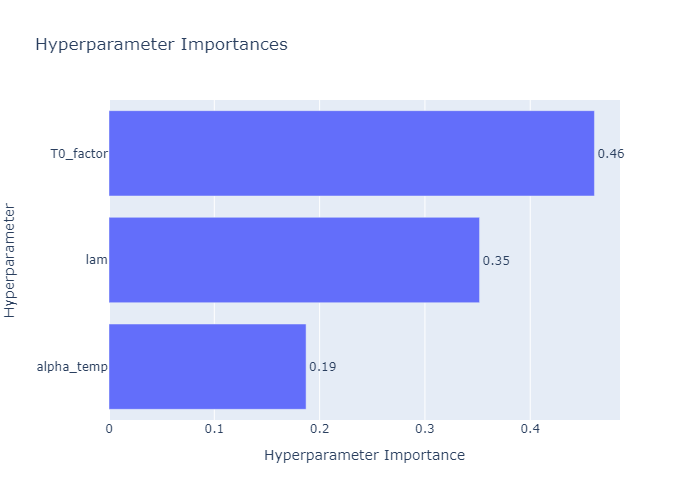 Hyperparameter Importances
Hyperparameter
T0_factor
0.46
lam
0.35
alpha_temp
0.19
0
0.1
0.2
0.3
0.4
Hyperparameter Importance